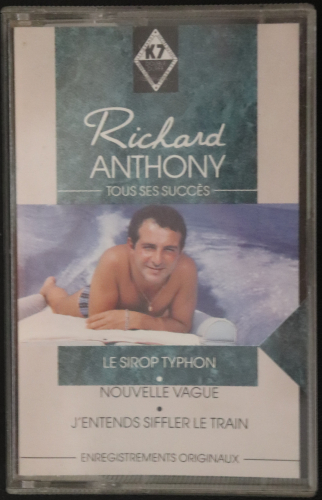 K7
Richard
ANTHONY
TOUS SES SUCCÈS
LE SIROP TYPHON
•
NOUVELLE VAGUE
•
J'ENTENDS SIFFLER LE TRAIN
ENREGISTREMENTS ORIGINAUX